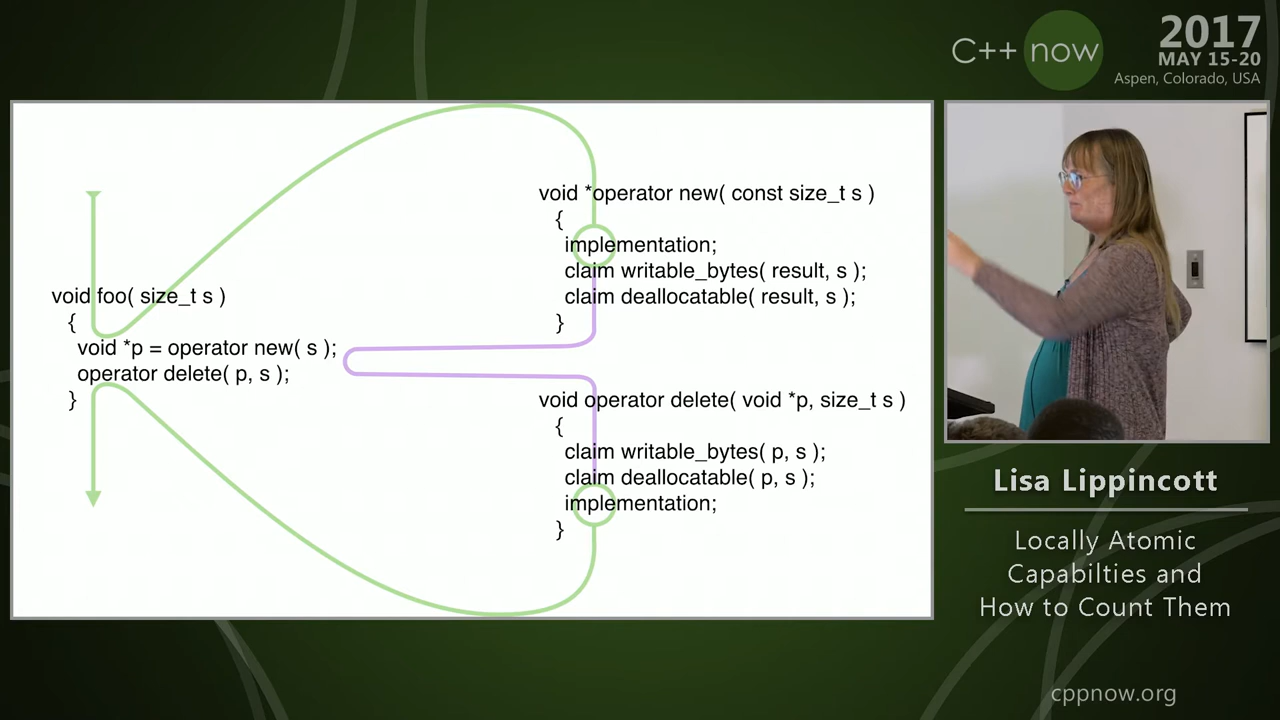 C++ now
2017
MAY 15-20
Aspen, Colorado, USA
void foo( size_t s )
{
void *p = operator new( s );
operator delete( p, s );
}
void *operator new( const size_t s )
{
implementation;
claim writable_bytes( result, s );
claim deallocatable( result, s );
}
void operator delete( void *p, size_t s )
{
claim writable_bytes( p, s );
claim deallocatable( p, s );
implementation;
}
Lisa Lippincott
Locally Atomic
Capabilties and
How to Count Them
cppnow.org